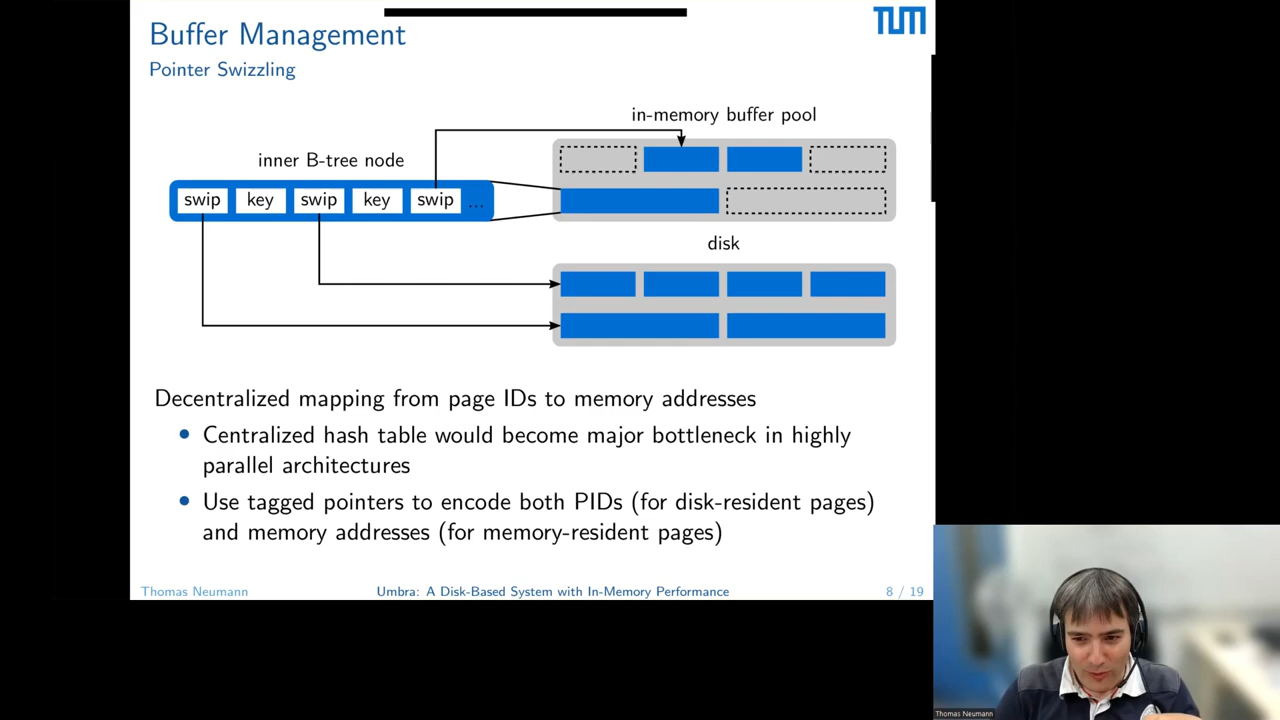 Buffer Management
TUM
Pointer Swizzling
in-memory buffer pool
inner B-tree node
swip key swip key swip ...
disk
Decentralized mapping from page IDs to memory addresses
Centralized hash table would become major bottleneck in highly
parallel architectures
Use tagged pointers to encode both PIDs (for disk-resident pages)
and memory addresses (for memory-resident pages)
Thomas Neumann
Umbra: A Disk-Based System with In-Memory Performance
8 / 19
Thomas Neumann